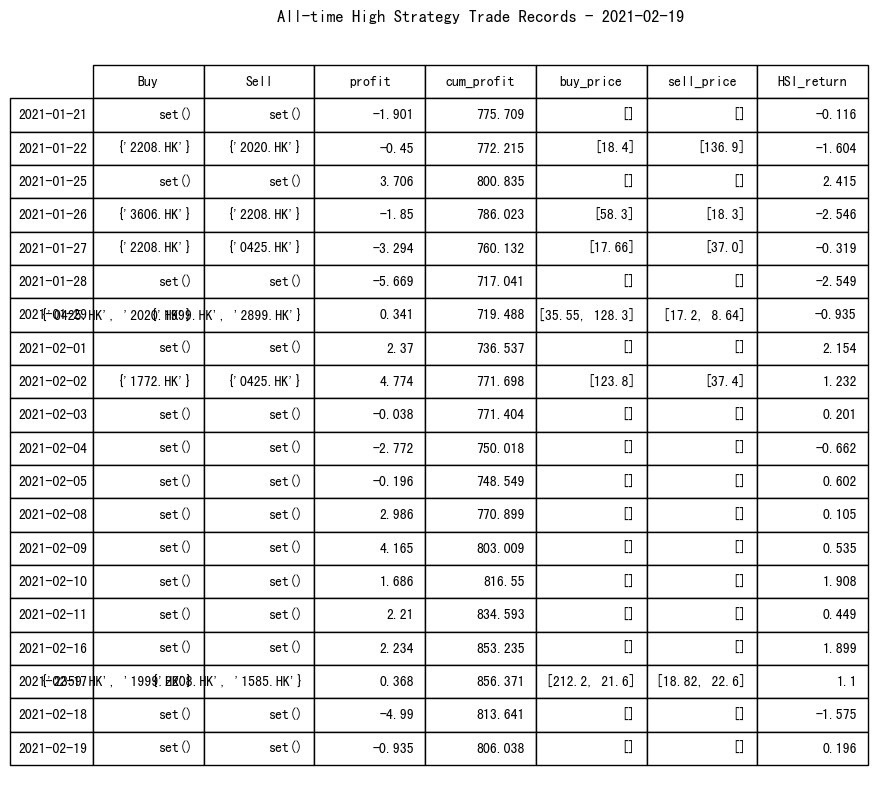 All-time High Strategy Trade Records - 2021-02-19
Buy Sell profit cum_profit buy_price sell_price HSI_return
2021-01-21 set() set() -1.901 775.709 [] [] -0.116
2021-01-22 {'2208.HK'} {'2020.HK'} -0.45 772.215 [18.4] [136.9] -1.604
2021-01-25 set() set() 3.706 800.835 [] [] 2.415
2021-01-26 {'3606.HK'} {'2208.HK'} -1.85 786.023 [58.3] [18.3] -2.546
2021-01-27 {'2208.HK'} {'0425.HK'} -3.294 760.132 [17.66] [37.0] -0.319
2021-01-28 set() set() -5.669 717.041 [] [] -2.549
2021-01-29 {'0425.HK', '2020.HK'} '2899.HK'} 0.341 719.488 [35.55, 128.3] [17.2, 8.64] -0.935
2021-02-01 set() set() 2.37 736.537 [] [] 2.154
2021-02-02 {'1772.HK'} {'0425.HK'} 4.774 771.698 [123.8] [37.4] 1.232
2021-02-03 set() set() -0.038 771.404 [] [] 0.201
2021-02-04 set() set() -2.772 750.018 [] [] -0.662
2021-02-05 set() set() -0.196 748.549 [] [] 0.602
2021-02-08 set() set() 2.986 770.899 [] [] 0.105
2021-02-09 set() set() 4.165 803.009 [] [] 0.535
2021-02-10 set() set() 1.686 816.55 [] [] 1.908
2021-02-11 set() set() 2.21 834.593 [] [] 0.449
2021-02-16 set() set() 2.234 853.235 [] [] 1.899
2021-02-17 '1999.HK'} '1585.HK'} 0.368 856.371 [212.2, 21.6] [18.82, 22.6] 1.1
2021-02-18 set() set() -4.99 813.641 [] [] -1.575
2021-02-19 set() set() -0.935 806.038 [] [] 0.196